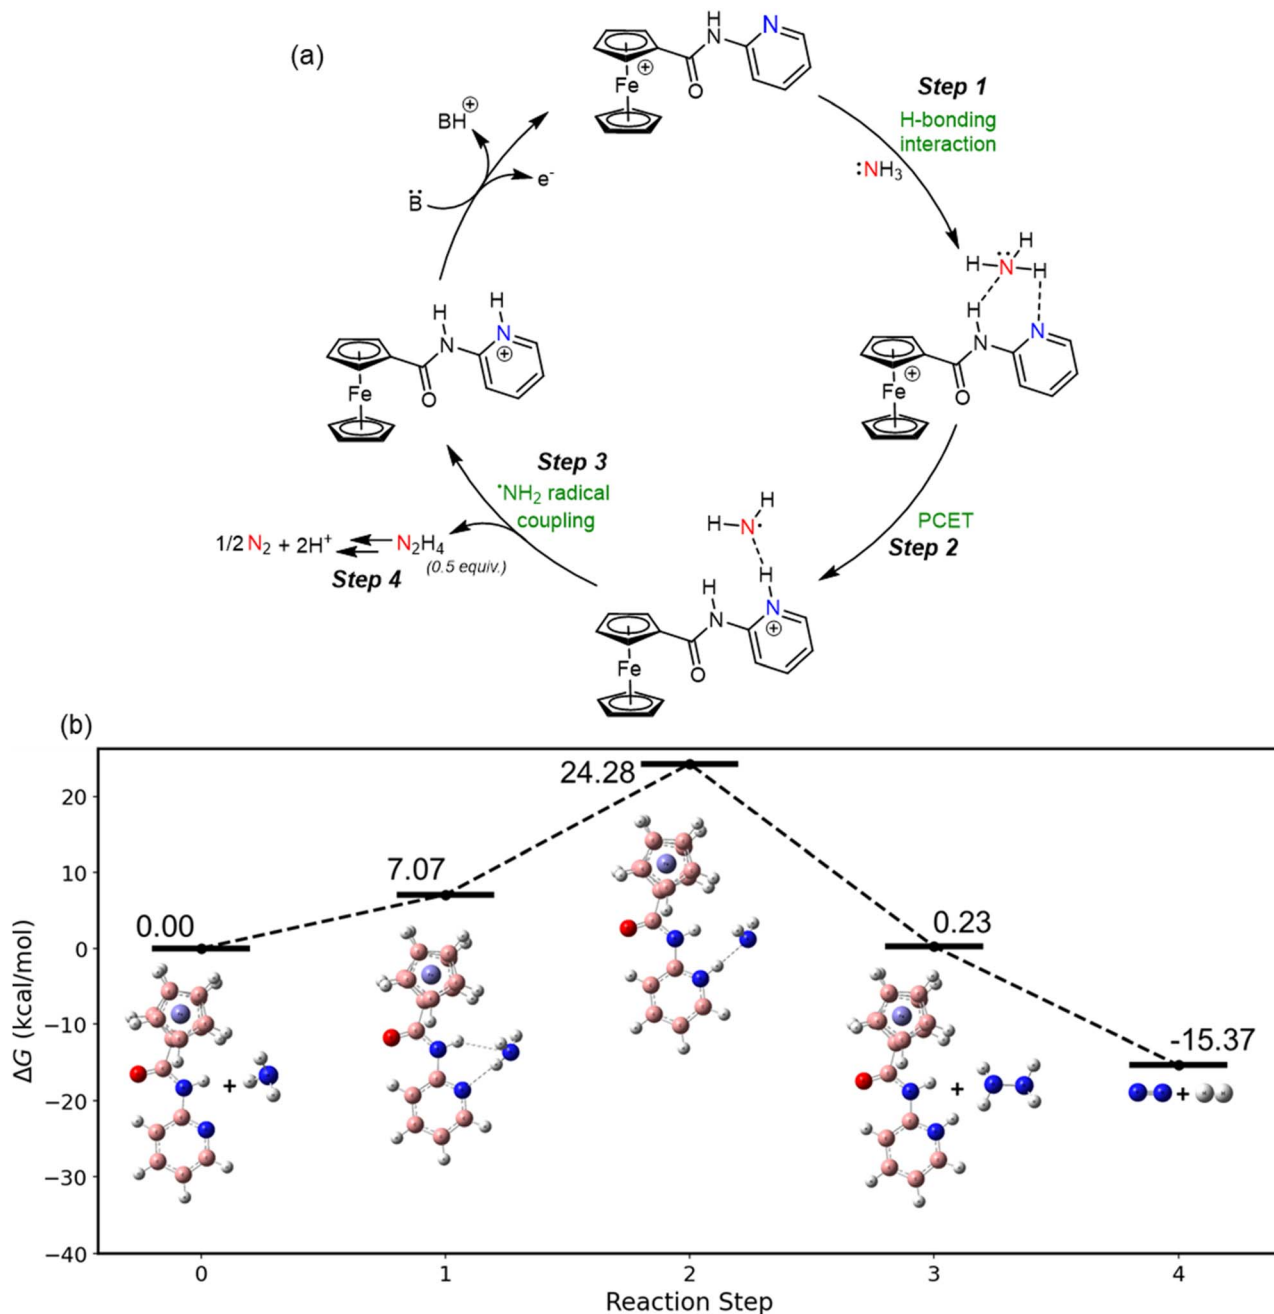 (a)
H
N
N
⊕
Fe
O
Step 1
H-bonding
interaction
:NH₃
BH⊕
B̈
e⁻
H
H N̈ H
H
N
N
⊕
Fe
O
H
H
N
N
⊕
Fe
O
Step 3
•NH₂ radical
coupling
1/2 N₂ + 2H⁺
N₂H₄
(0.5 equiv.)
Step 4
PCET
Step 2
H
H N·
H
H
N
N
⊕
Fe
O
(b)
ΔG (kcal/mol)
20
10
0
−10
−20
−30
−40
0.00
7.07
24.28
0.23
-15.37
+
+
+
0 1 2 3 4
Reaction Step